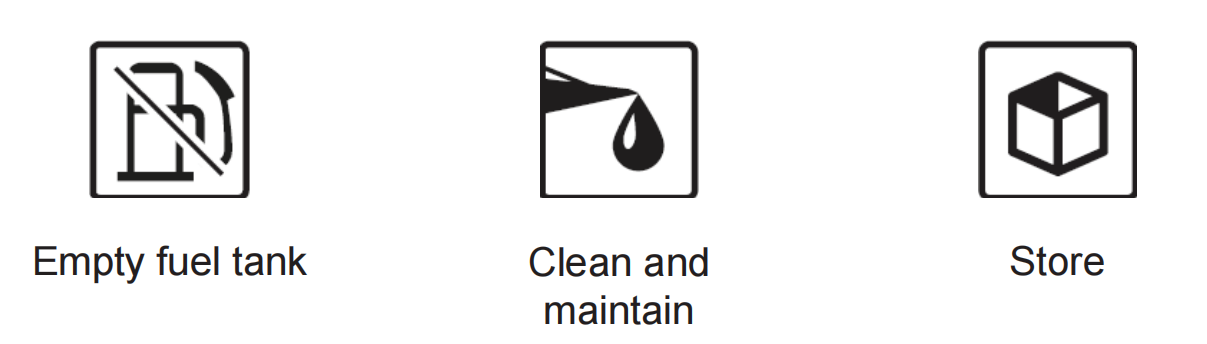 Empty fuel tank
Clean and
maintain
Store